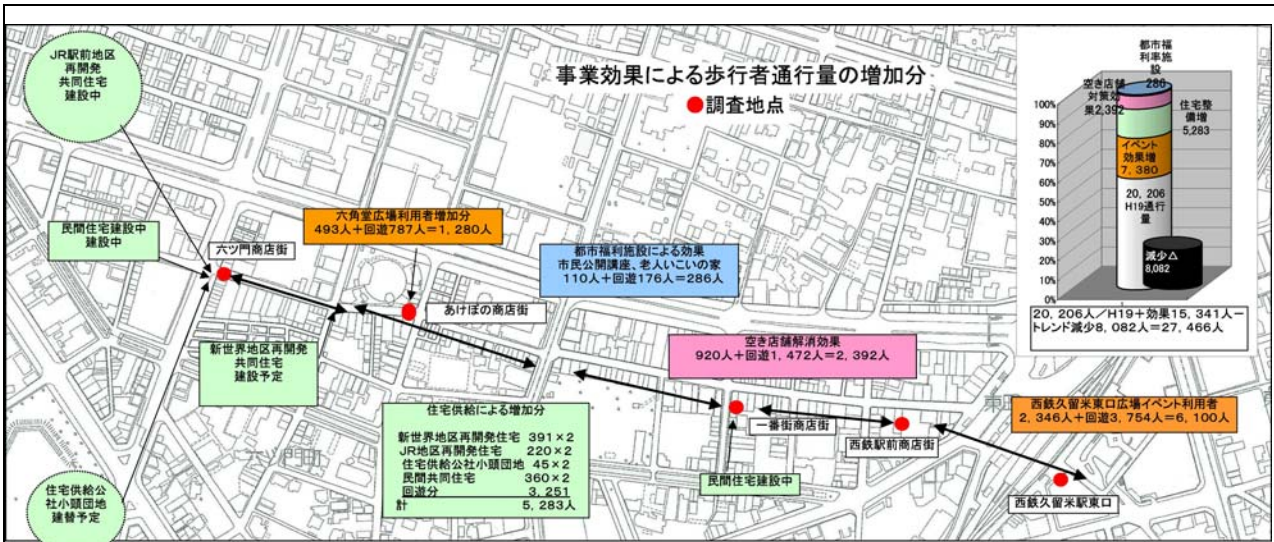 事業効果による歩行者通行量の増加分
●調査地点
JR駅前地区
再開発
共同住宅
建設中
民間住宅建設中
建設中
六ツ門商店街
六角堂広場利用者増加分
493人+回遊787人=1,280人
あけぼの商店街
都市福利施設による効果
市民公開講座、老人いこいの家
110人+回遊176人=286人
新世界地区再開発
共同住宅
建設予定
空き店舗解消効果
920人+回遊1,472人=2,392人
一番街商店街
西鉄駅前商店街
西鉄久留米東口広場イベント利用者
2,346人+回遊3,754人=6,100人
西鉄久留米駅東口
民間住宅建設中
住宅供給による増加分
新世界地区再開発住宅 391×2
JR地区再開発住宅 220×2
住宅供給公社小頭団地 45×2
民間共同住宅 360×2
回遊分 3,251
計 5,283人
住宅供給公
社小頭団地
建替予定
都市福
利率施
設
286
空き店舗
対策効
果2,392
住宅整
備増
5,283
イベント
効果増
7,380
20,206
H19通行
量
減少△
8,082
100%
90%
80%
70%
60%
50%
40%
30%
20%
10%
0%
1
20,206人/H19+効果15,341人-
トレンド減少8,082人=27,466人